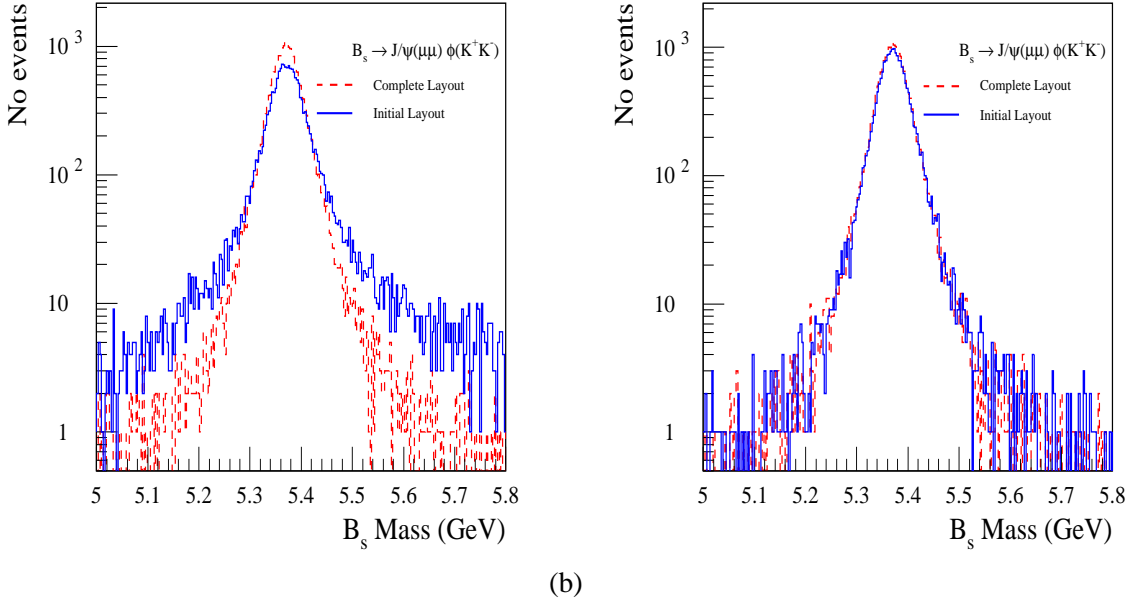 No events
B_s → J/ψ(μμ) φ(K⁺K⁻)
Complete Layout
Initial Layout
10³
10²
10
1
5 5.1 5.2 5.3 5.4 5.5 5.6 5.7 5.8
B_s Mass (GeV)
No events
B_s → J/ψ(μμ) φ(K⁺K⁻)
Complete Layout
Initial Layout
10³
10²
10
1
5 5.1 5.2 5.3 5.4 5.5 5.6 5.7 5.8
B_s Mass (GeV)
(b)